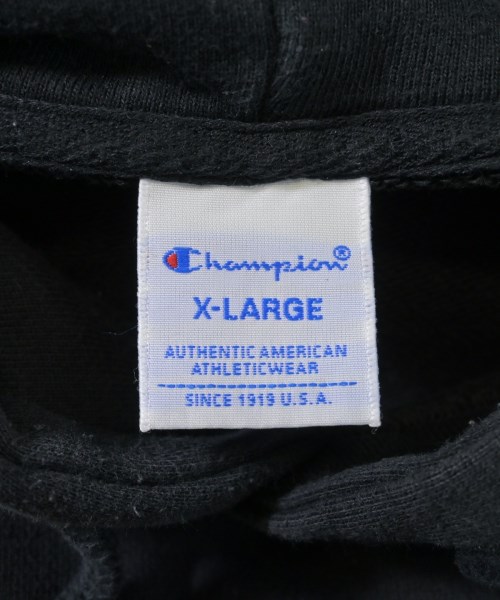 Champion®
X-LARGE
AUTHENTIC AMERICAN
ATHLETICWEAR
SINCE 1919 U.S.A.